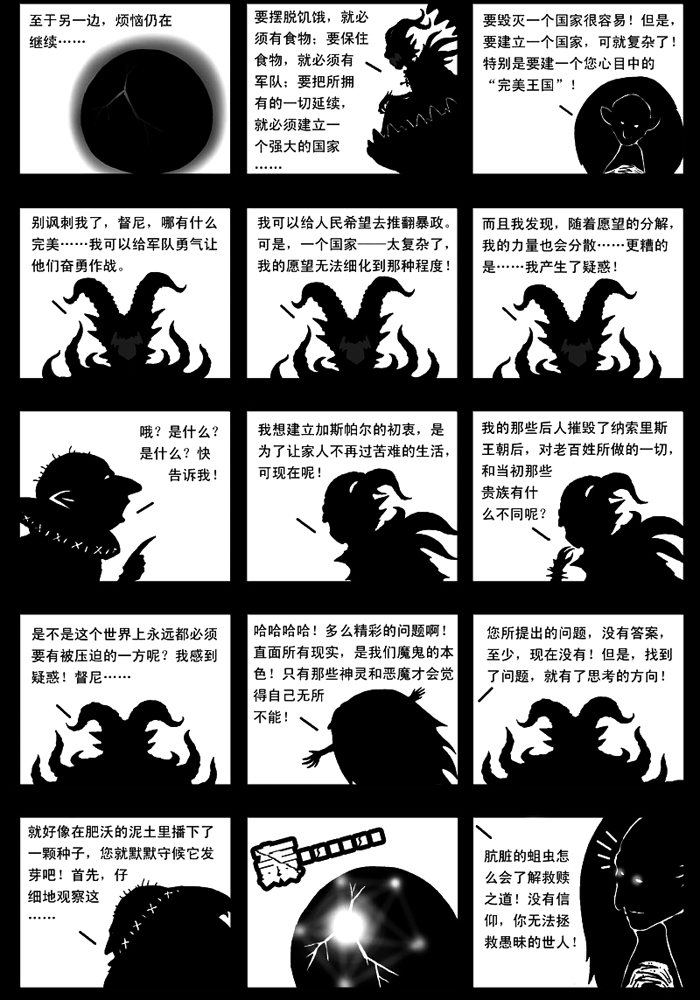 至于另一边，烦恼仍在
继续……
要摆脱饥饿，就必
须有食物；要保住
食物，就必须有
军队；要把所拥
有的一切延续，
就必须建立一
个强大的国家
……
要毁灭一个国家很容易！但是，
要建立一个国家，可就复杂了！
特别是要建一个您心目中的
“完美王国”！
别讽刺我了，督尼，哪有什么
完美……我可以给军队勇气让
他们奋勇作战。
我可以给人民希望去推翻暴政。
可是，一个国家——太复杂了，
我的愿望无法细化到那种程度！
而且我发现，随着愿望的分解，
我的力量也会分散……更糟的
是……我产生了疑惑！
哦？是什么？
是什么？快
告诉我！
我想建立加斯帕尔的初衷，是
为了让家人不再过苦难的生活，
可现在呢！
我的那些后人摧毁了纳索里斯
王朝后，对老百姓所做的一切，
和当初那些
贵族有什
么不同呢？
是不是这个世界上永远都必须
要有被压迫的一方呢？我感到
疑惑！督尼……
哈哈哈哈！多么精彩的问题啊！
直面所有现实，是我们魔鬼的本
色！只有那些神灵和恶魔才会觉
得自己无所
不能！
您所提出的问题，没有答案，
至少，现在没有！但是，找到
了问题，就有了思考的方向！
就好像在肥沃的泥土里播下了
一颗种子，您就默默守候它发
芽吧！首先，仔
细地观察这
……
肮脏的蛆虫怎
么会了解救赎
之道！没有信
仰，你无法拯
救愚昧的世人！